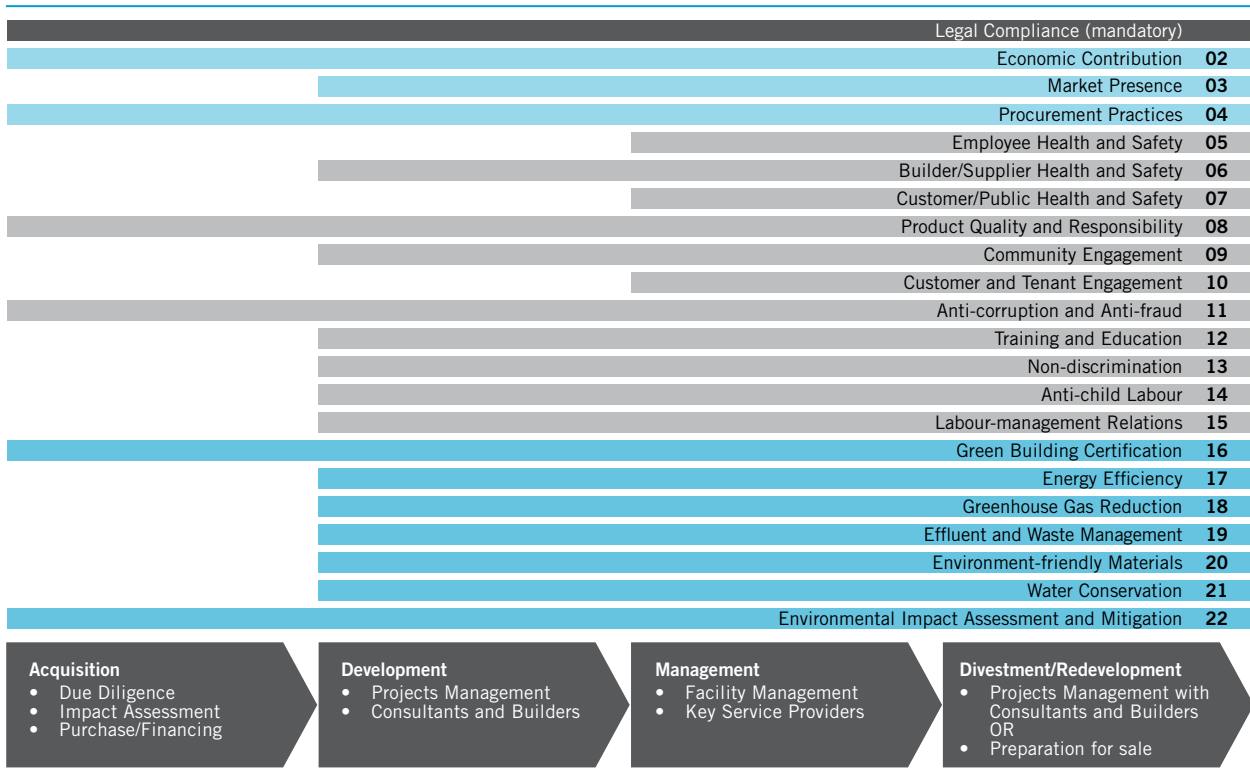 Legal Compliance (mandatory)
Economic Contribution 02
Market Presence 03
Procurement Practices 04
Employee Health and Safety 05
Builder/Supplier Health and Safety 06
Customer/Public Health and Safety 07
Product Quality and Responsibility 08
Community Engagement 09
Customer and Tenant Engagement 10
Anti-corruption and Anti-fraud 11
Training and Education 12
Non-discrimination 13
Anti-child Labour 14
Labour-management Relations 15
Green Building Certification 16
Energy Efficiency 17
Greenhouse Gas Reduction 18
Effluent and Waste Management 19
Environment-friendly Materials 20
Water Conservation 21
Environmental Impact Assessment and Mitigation 22
Acquisition
• Due Diligence
• Impact Assessment
• Purchase/Financing
Development
• Projects Management
• Consultants and Builders
Management
• Facility Management
• Key Service Providers
Divestment/Redevelopment
• Projects Management with
Consultants and Builders
OR
• Preparation for sale